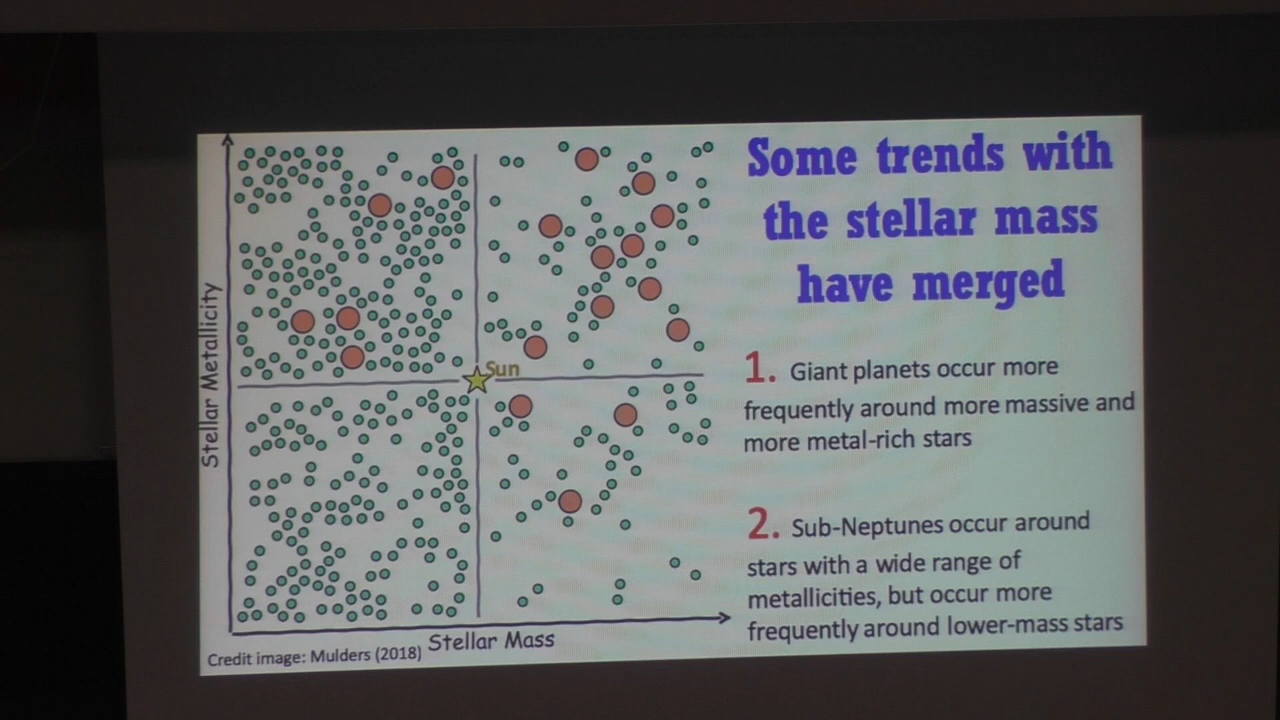 Some trends with
the stellar mass
have merged
Stellar Metallicity
Sun
1. Giant planets occur more
frequently around more massive and
more metal-rich stars
2. Sub-Neptunes occur around
stars with a wide range of
metallicities, but occur more
frequently around lower-mass stars
Stellar Mass
Credit image: Mulders (2018)